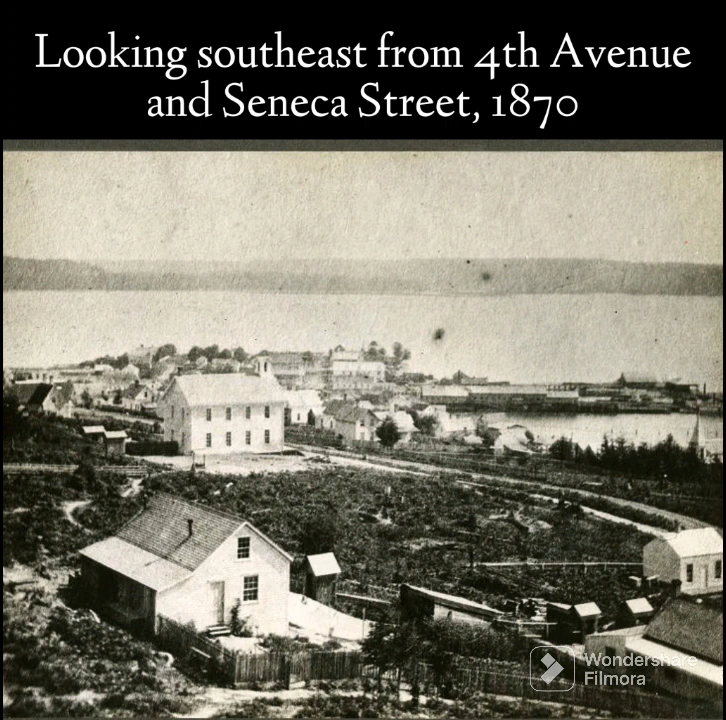 Looking southeast from 4th Avenue
and Seneca Street, 1870
Wondershare
Filmora